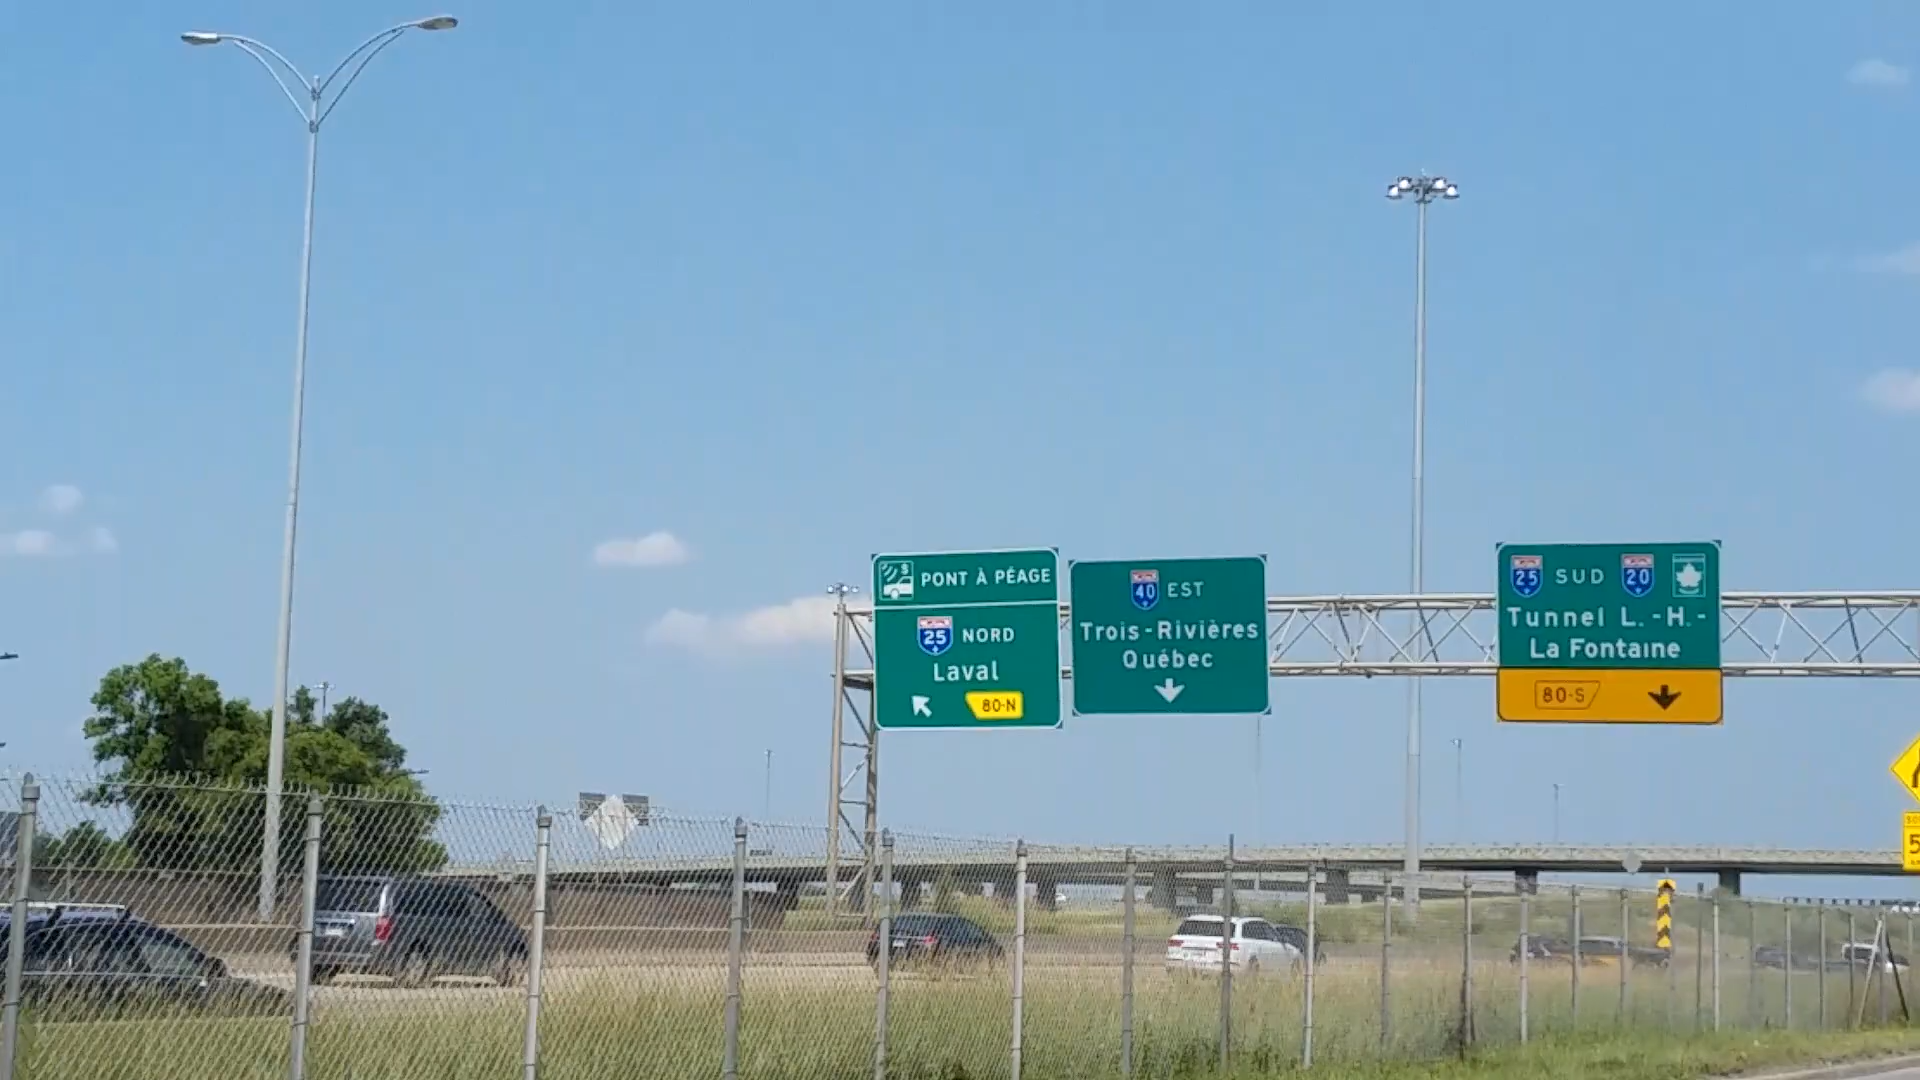 $
PONT À PÉAGE
25 NORD
Laval
80-N
40 EST
Trois-Rivières
Québec
25 SUD 20
Tunnel L.-H.-
La Fontaine
80-S